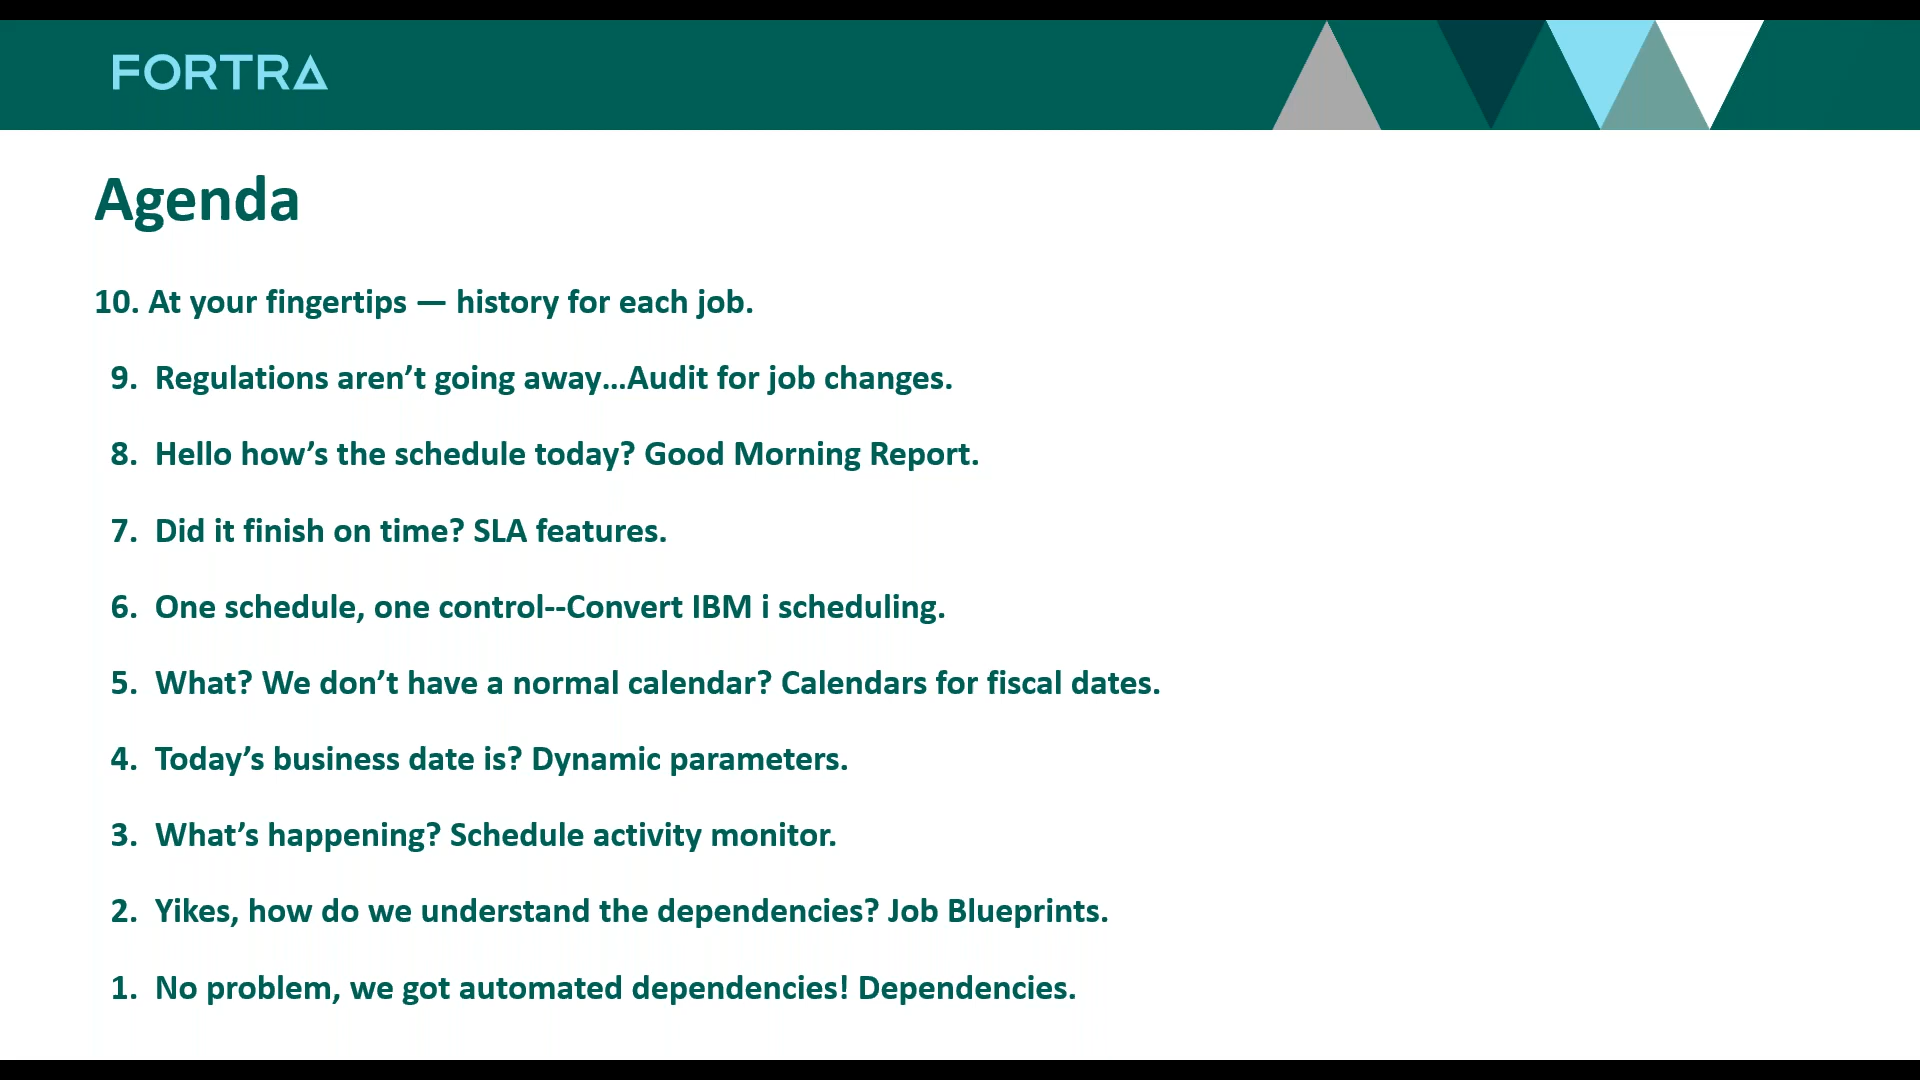 FORTRA
Agenda
10. At your fingertips — history for each job.
9. Regulations aren’t going away...Audit for job changes.
8. Hello how’s the schedule today? Good Morning Report.
7. Did it finish on time? SLA features.
6. One schedule, one control--Convert IBM i scheduling.
5. What? We don’t have a normal calendar? Calendars for fiscal dates.
4. Today’s business date is? Dynamic parameters.
3. What’s happening? Schedule activity monitor.
2. Yikes, how do we understand the dependencies? Job Blueprints.
1. No problem, we got automated dependencies! Dependencies.